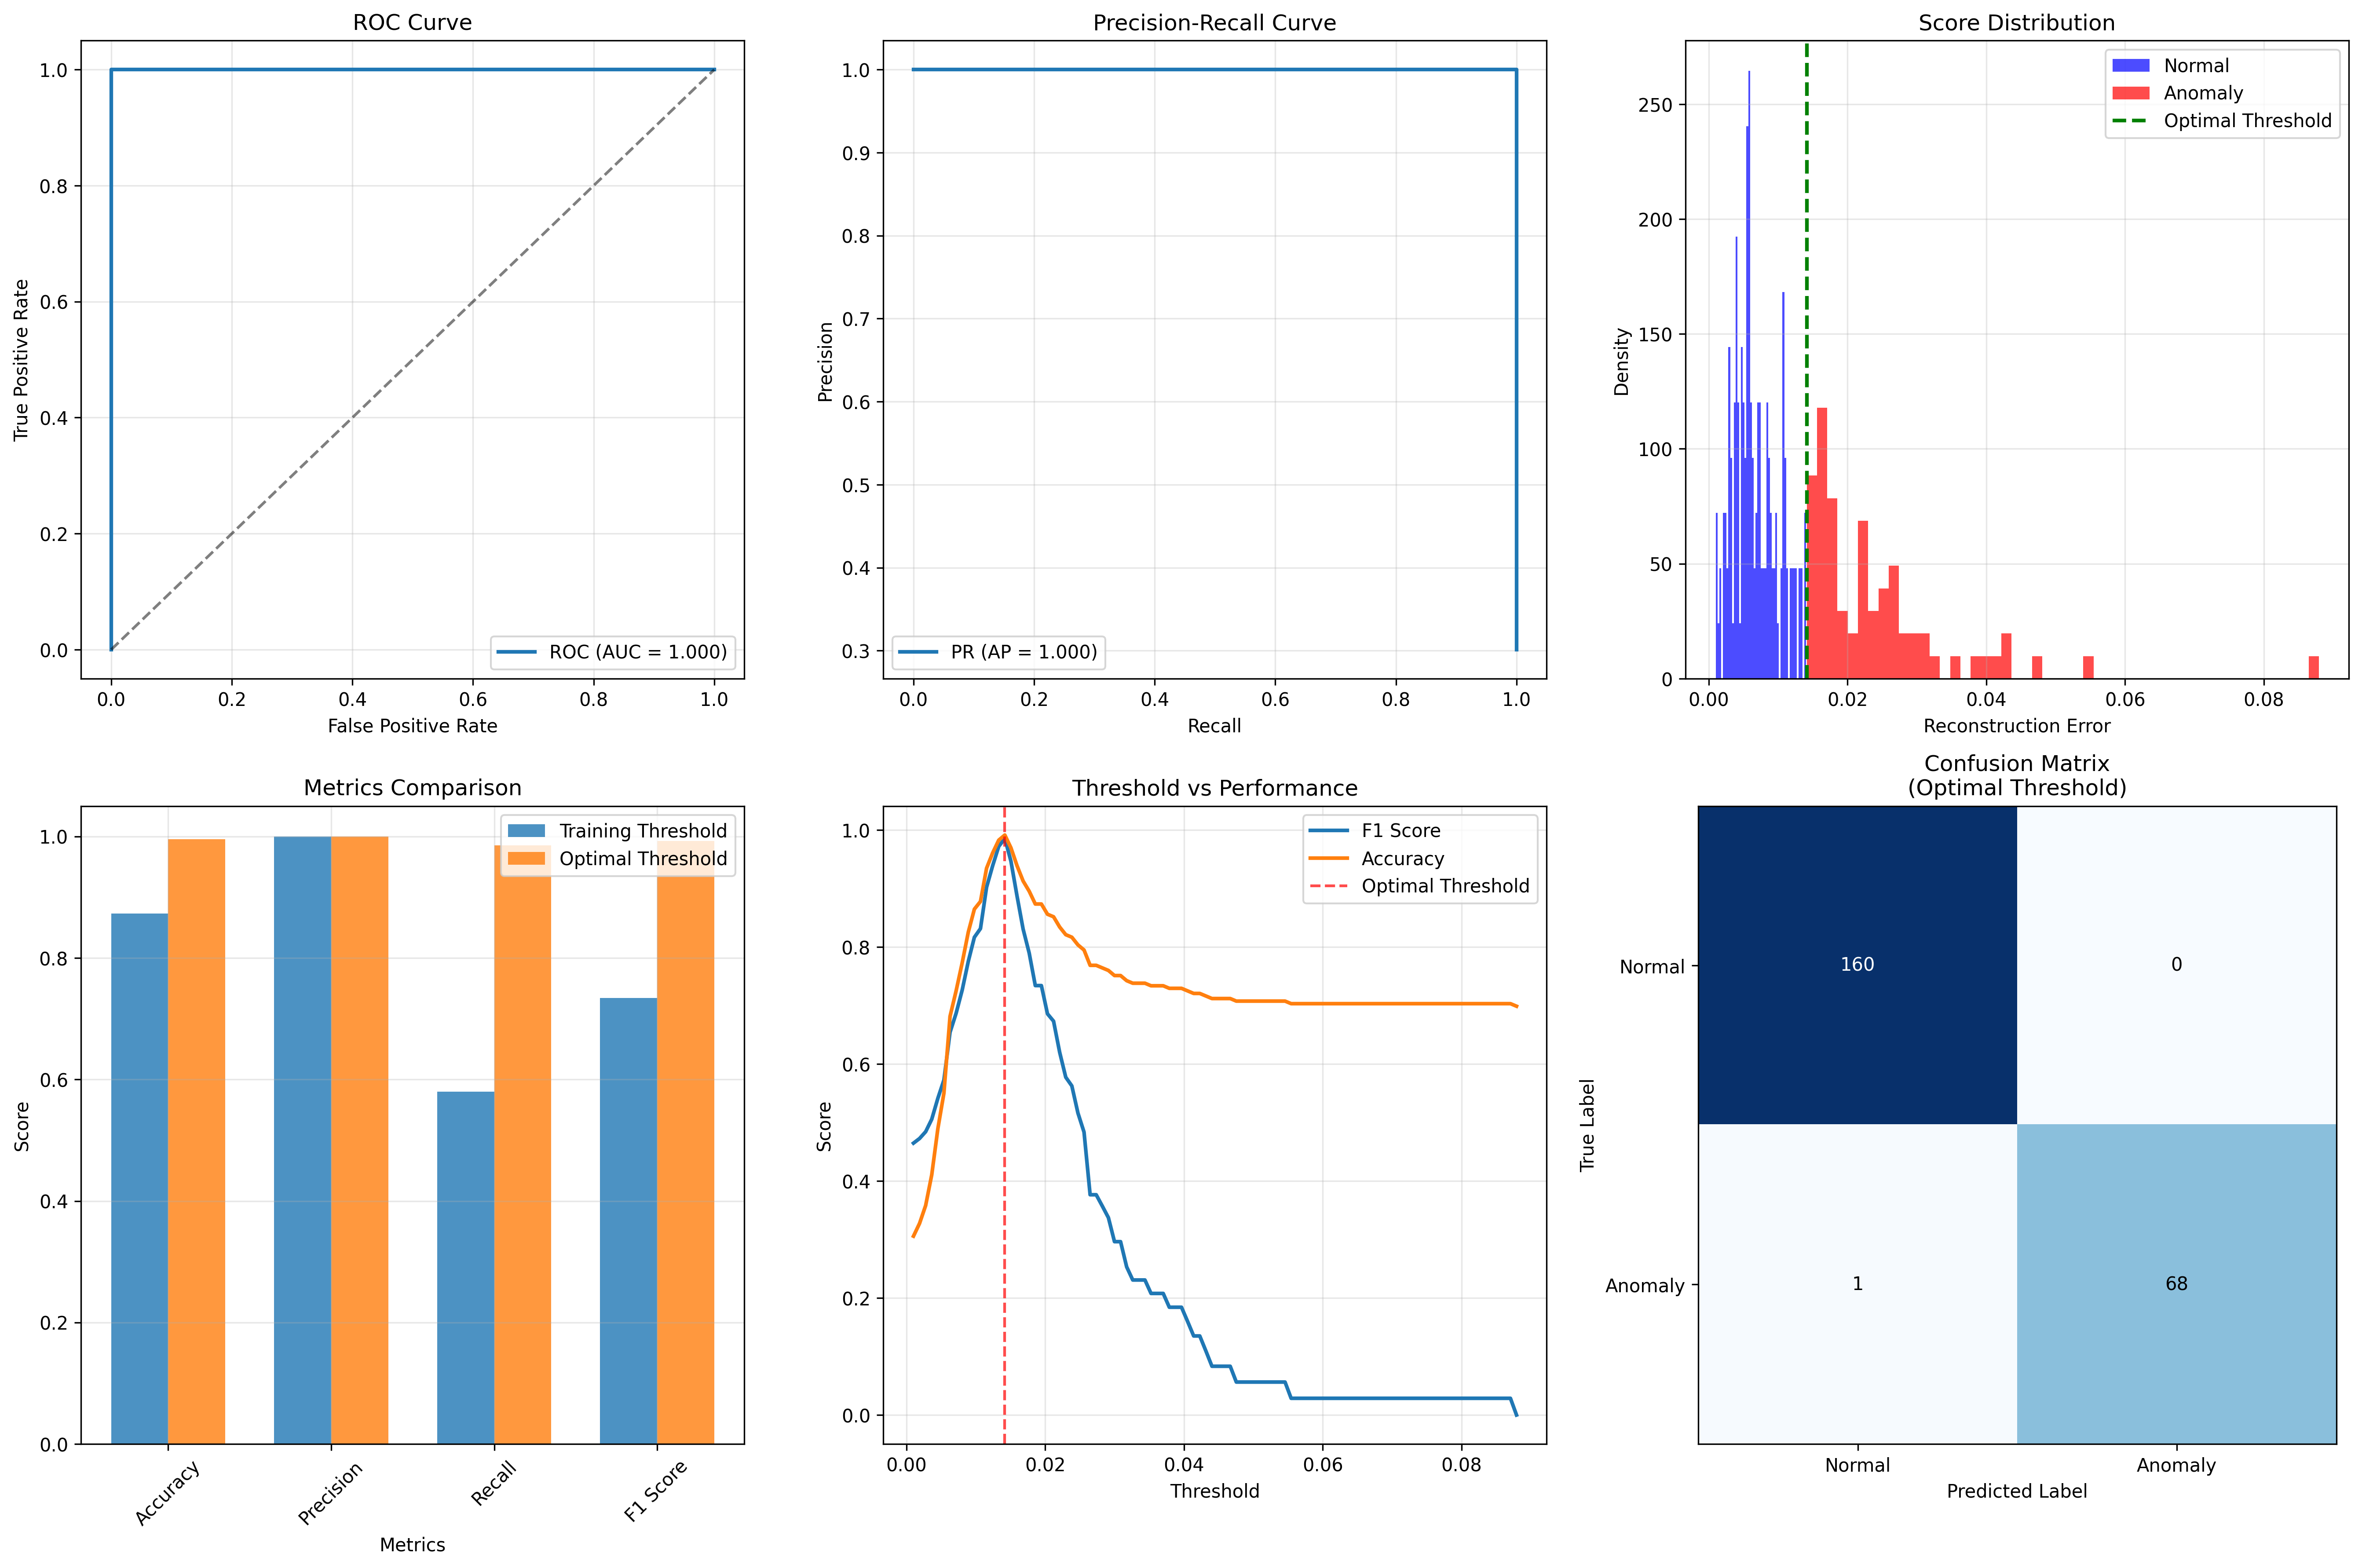 ROC Curve
True Positive Rate
1.0
0.8
0.6
0.4
0.2
0.0
ROC (AUC = 1.000)
0.0 0.2 0.4 0.6 0.8 1.0
False Positive Rate
Precision-Recall Curve
Precision
1.0
0.9
0.8
0.7
0.6
0.5
0.4
0.3
PR (AP = 1.000)
0.0 0.2 0.4 0.6 0.8 1.0
Recall
Score Distribution
Density
250
200
150
100
50
0
Normal
Anomaly
Optimal Threshold
0.00 0.02 0.04 0.06 0.08
Reconstruction Error
Metrics Comparison
Score
1.0
0.8
0.6
0.4
0.2
0.0
Training Threshold
Optimal Threshold
Accuracy Precision Recall F1 Score
Metrics
Threshold vs Performance
Score
1.0
0.8
0.6
0.4
0.2
0.0
F1 Score
Accuracy
Optimal Threshold
0.00 0.02 0.04 0.06 0.08
Threshold
Confusion Matrix
(Optimal Threshold)
True Label
Normal 160 0
Anomaly 1 68
Normal Anomaly
Predicted Label